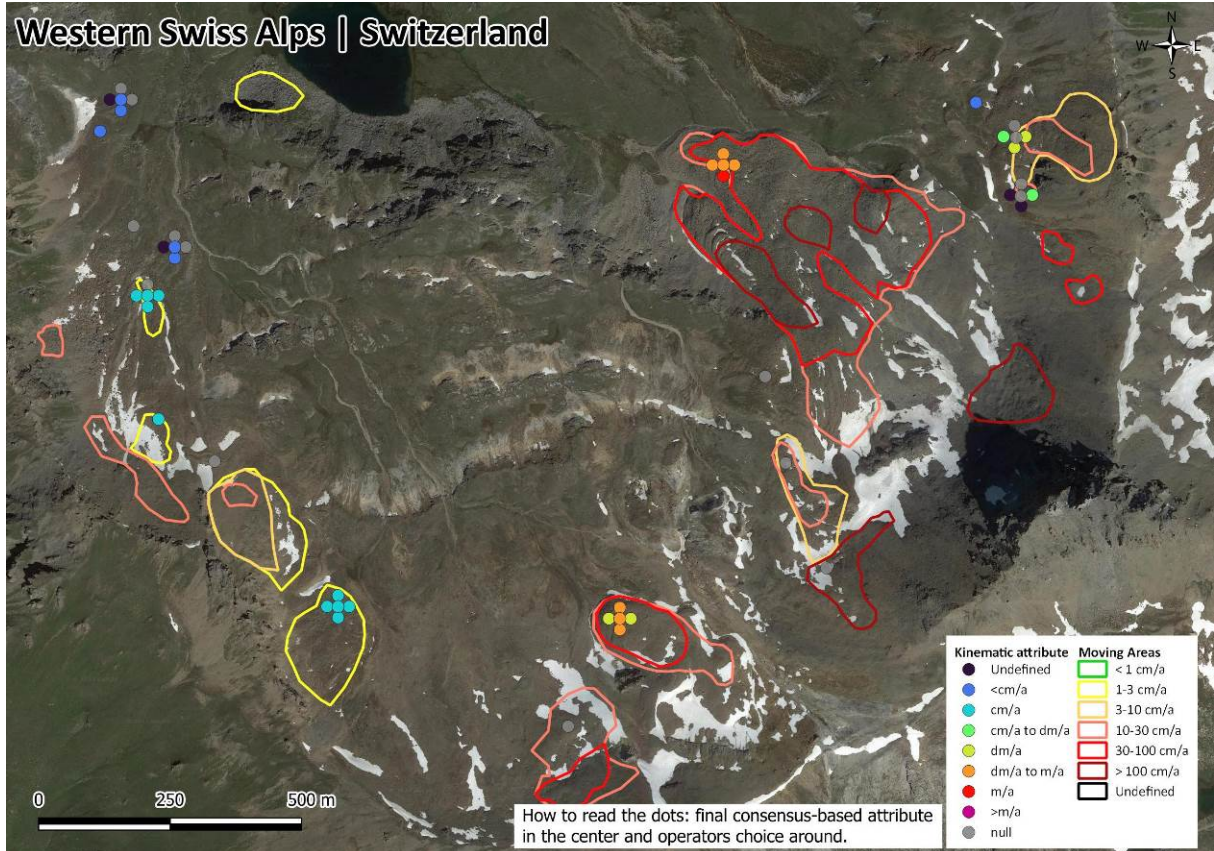 Western Swiss Alps | Switzerland
N
W L
S
Kinematic attribute
Undefined
<cm/a
cm/a
cm/a to dm/a
dm/a
dm/a to m/a
m/a
>m/a
null
Moving Areas
< 1 cm/a
1-3 cm/a
3-10 cm/a
10-30 cm/a
30-100 cm/a
> 100 cm/a
Undefined
0 250 500 m
How to read the dots: final consensus-based attribute
in the center and operators choice around.